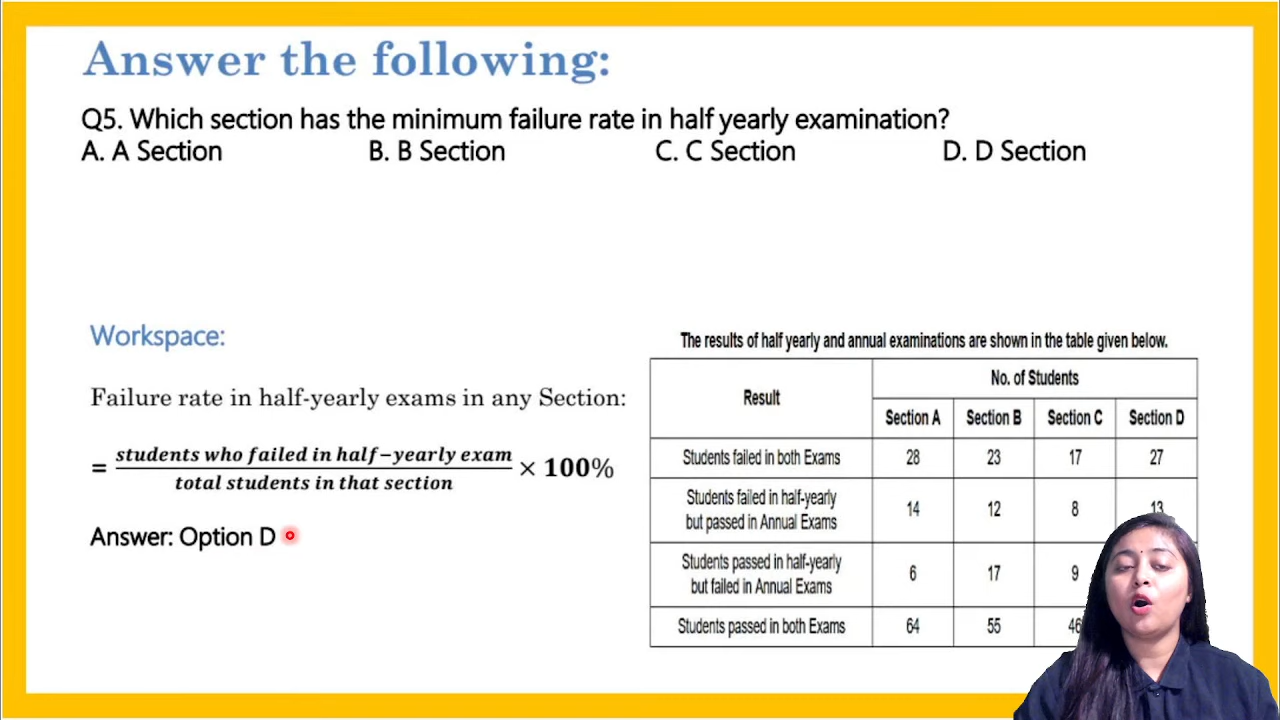 Answer the following:
Q5. Which section has the minimum failure rate in half yearly examination?
A. A Section B. B Section C. C Section D. D Section
Workspace:
Failure rate in half-yearly exams in any Section:
= students who failed in half−yearly exam / total students in that section × 100%
Answer: Option D
The results of half yearly and annual examinations are shown in the table given below.
Result No. of Students
Section A Section B Section C Section D
Students failed in both Exams 28 23 17 27
Students failed in half-yearly
but passed in Annual Exams 14 12 8 13
Students passed in half-yearly
but failed in Annual Exams 6 17 9
Students passed in both Exams 64 55 46